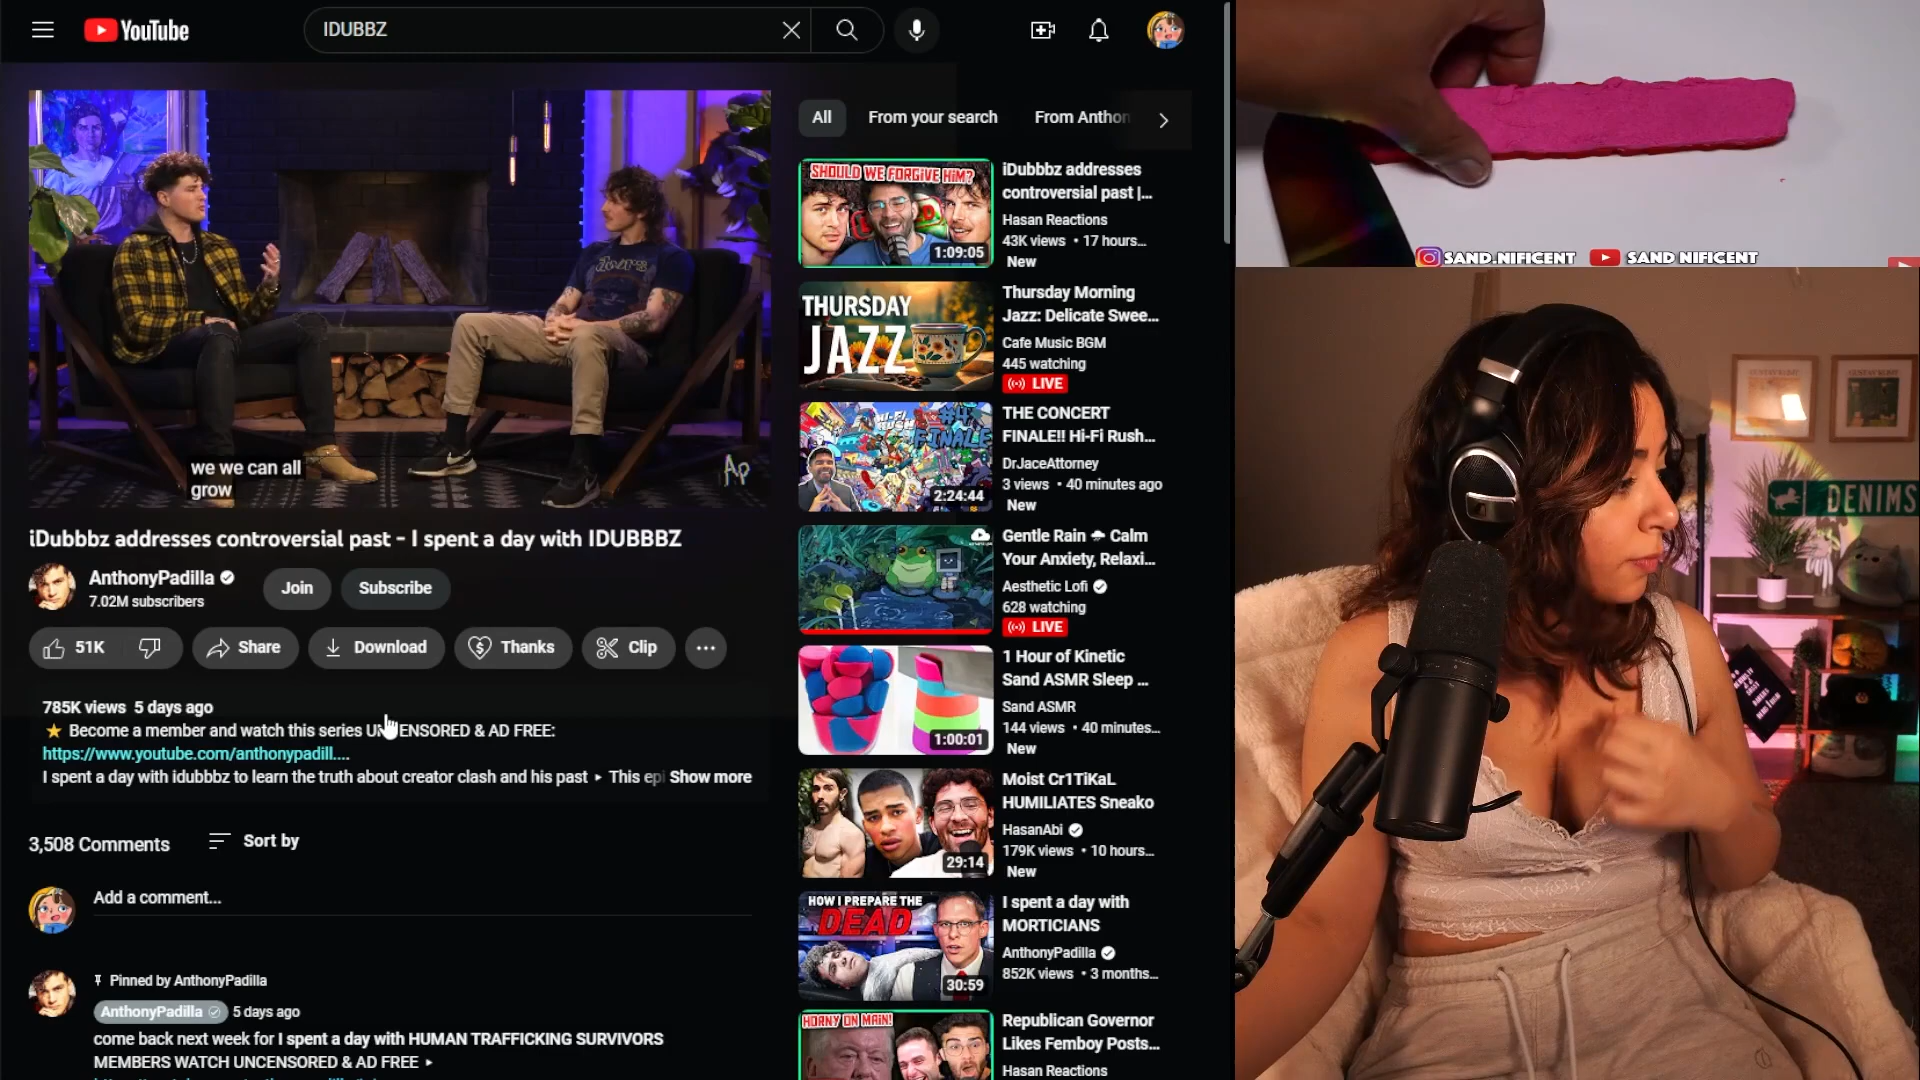 YouTube
IDUBBZ
we we can all
grow
Ap
iDubbbz addresses controversial past - I spent a day with IDUBBBZ
AnthonyPadilla
7.02M subscribers
Join
Subscribe
51K
Share
Download
Thanks
Clip
785K views 5 days ago
Become a member and watch this series UNCENSORED & AD FREE:
https://www.youtube.com/anthonypadill....
I spent a day with idubbbz to learn the truth about creator clash and his past ▸ This epi Show more
3,508 Comments
Sort by
Add a comment...
Pinned by AnthonyPadilla
AnthonyPadilla 5 days ago
come back next week for I spent a day with HUMAN TRAFFICKING SURVIVORS
MEMBERS WATCH UNCENSORED & AD FREE ▸
All
From your search
From Anthon
SHOULD WE FORGIVE HIM?
1:09:05
iDubbbz addresses
controversial past |...
Hasan Reactions
43K views • 17 hours...
New
THURSDAY
JAZZ
Thursday Morning
Jazz: Delicate Swee...
Cafe Music BGM
445 watching
LIVE
HI-FI RUSH
#4
FINALE
2:24:44
THE CONCERT
FINALE!! Hi-Fi Rush...
DrJaceAttorney
3 views • 40 minutes ago
New
Gentle Rain 🌧 Calm
Your Anxiety, Relaxi...
Aesthetic Lofi
628 watching
LIVE
1:00:01
1 Hour of Kinetic
Sand ASMR Sleep ...
Sand ASMR
144 views • 40 minutes...
New
29:14
Moist Cr1TiKaL
HUMILIATES Sneako
HasanAbi
179K views • 10 hours...
New
HOW I PREPARE THE
DEAD
30:59
I spent a day with
MORTICIANS
AnthonyPadilla
852K views • 3 months...
HORNY ON MAIN!
Republican Governor
Likes Femboy Posts...
Hasan Reactions
SAND.NIFICENT
SAND NIFICENT
DENIMS